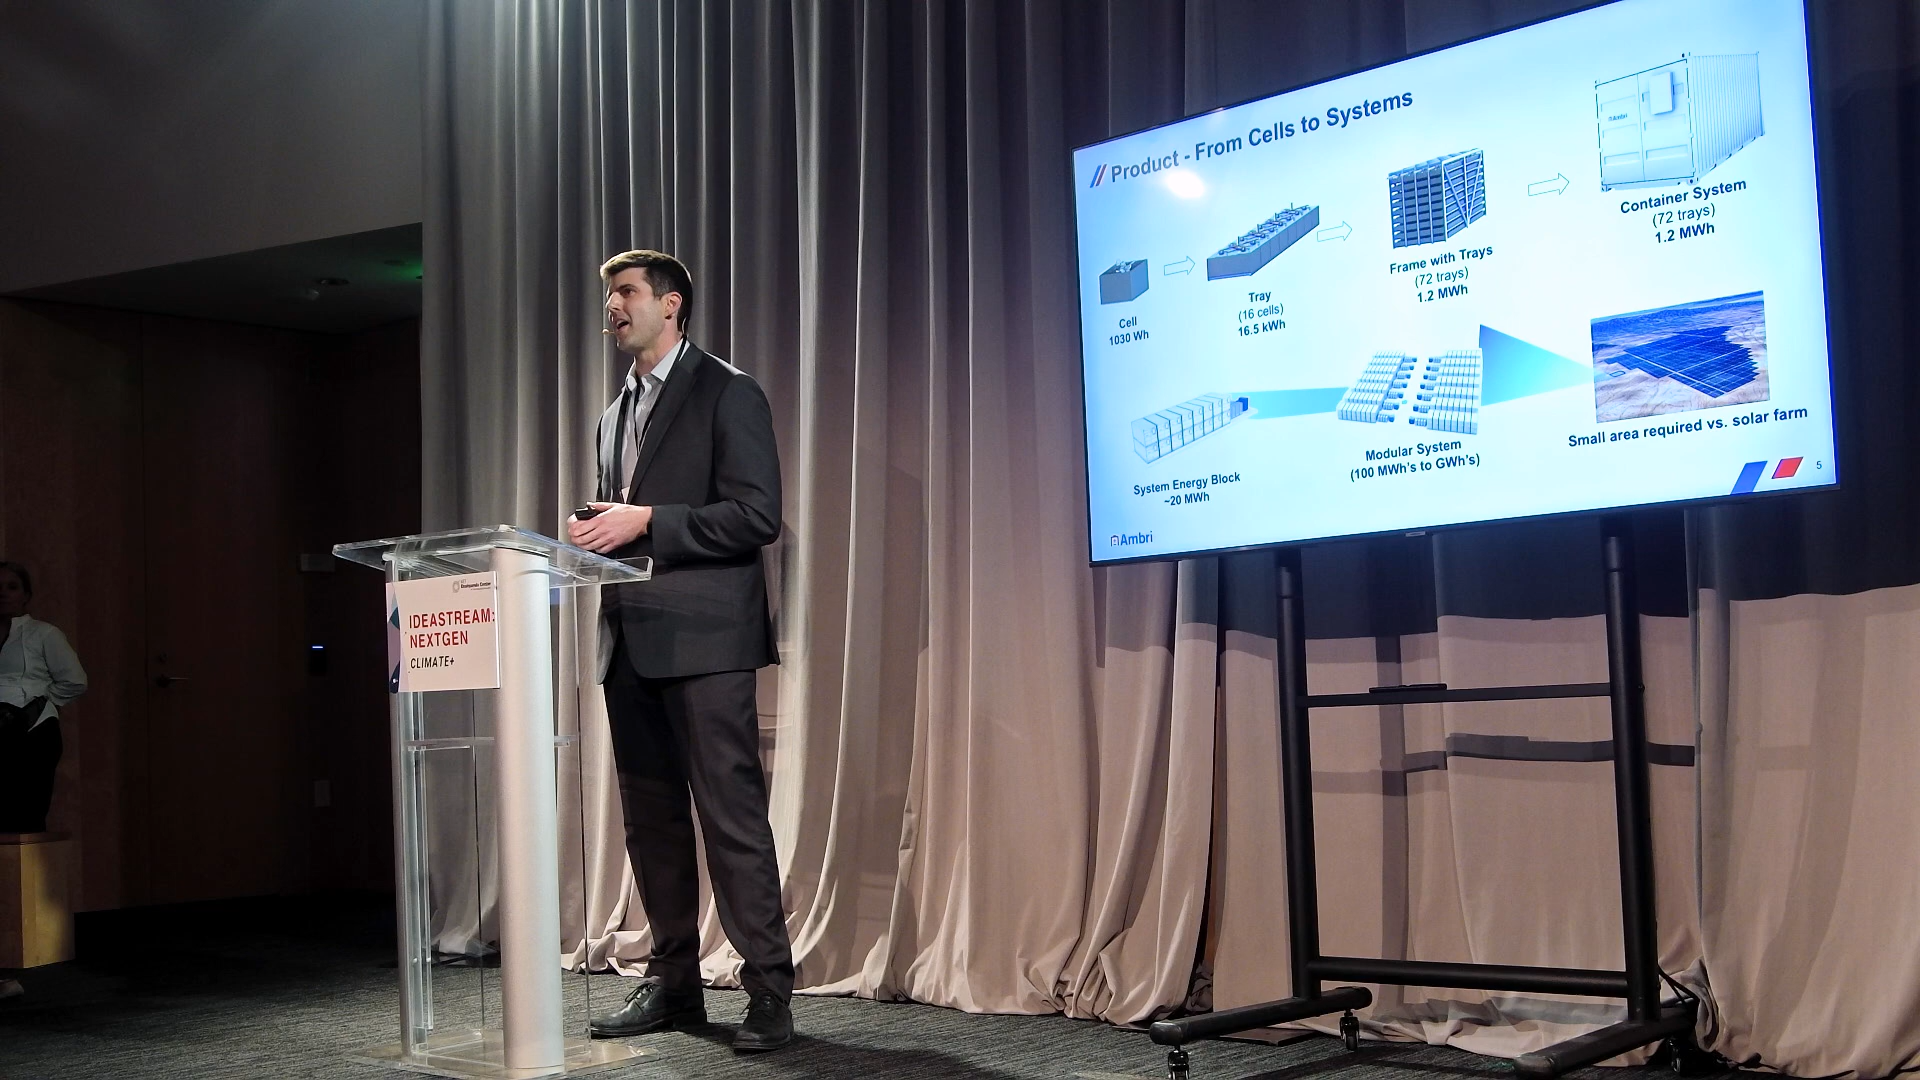 Product - From Cells to Systems
Cell
1030 Wh
Tray
(16 cells)
16.5 kWh
Frame with Trays
(72 trays)
1.2 MWh
Ambri
Container System
(72 trays)
1.2 MWh
System Energy Block
~20 MWh
Modular System
(100 MWh's to GWh's)
Small area required vs. solar farm
5
Ambri
IDEASTREAM:
NEXTGEN
CLIMATE+